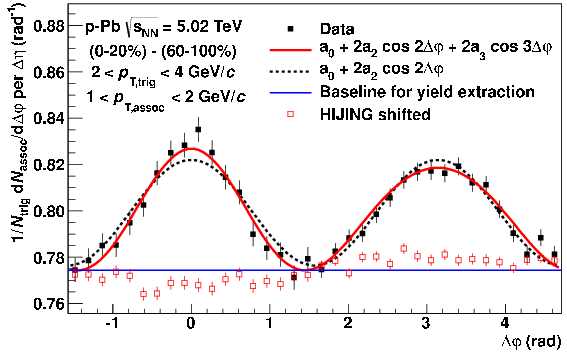 p-Pb √sNN = 5.02 TeV
(0-20%) - (60-100%)
2 < pT,trig < 4 GeV/c
1 < pT,assoc < 2 GeV/c
Data
a0 + 2a2 cos 2Δφ + 2a3 cos 3Δφ
a0 + 2a2 cos 2Δφ
Baseline for yield extraction
HIJING shifted
1/Ntrig dNassoc/dΔφ per Δη (rad-1)
0.88
0.86
0.84
0.82
0.80
0.78
0.76
-1 0 1 2 3 4
Δφ (rad)